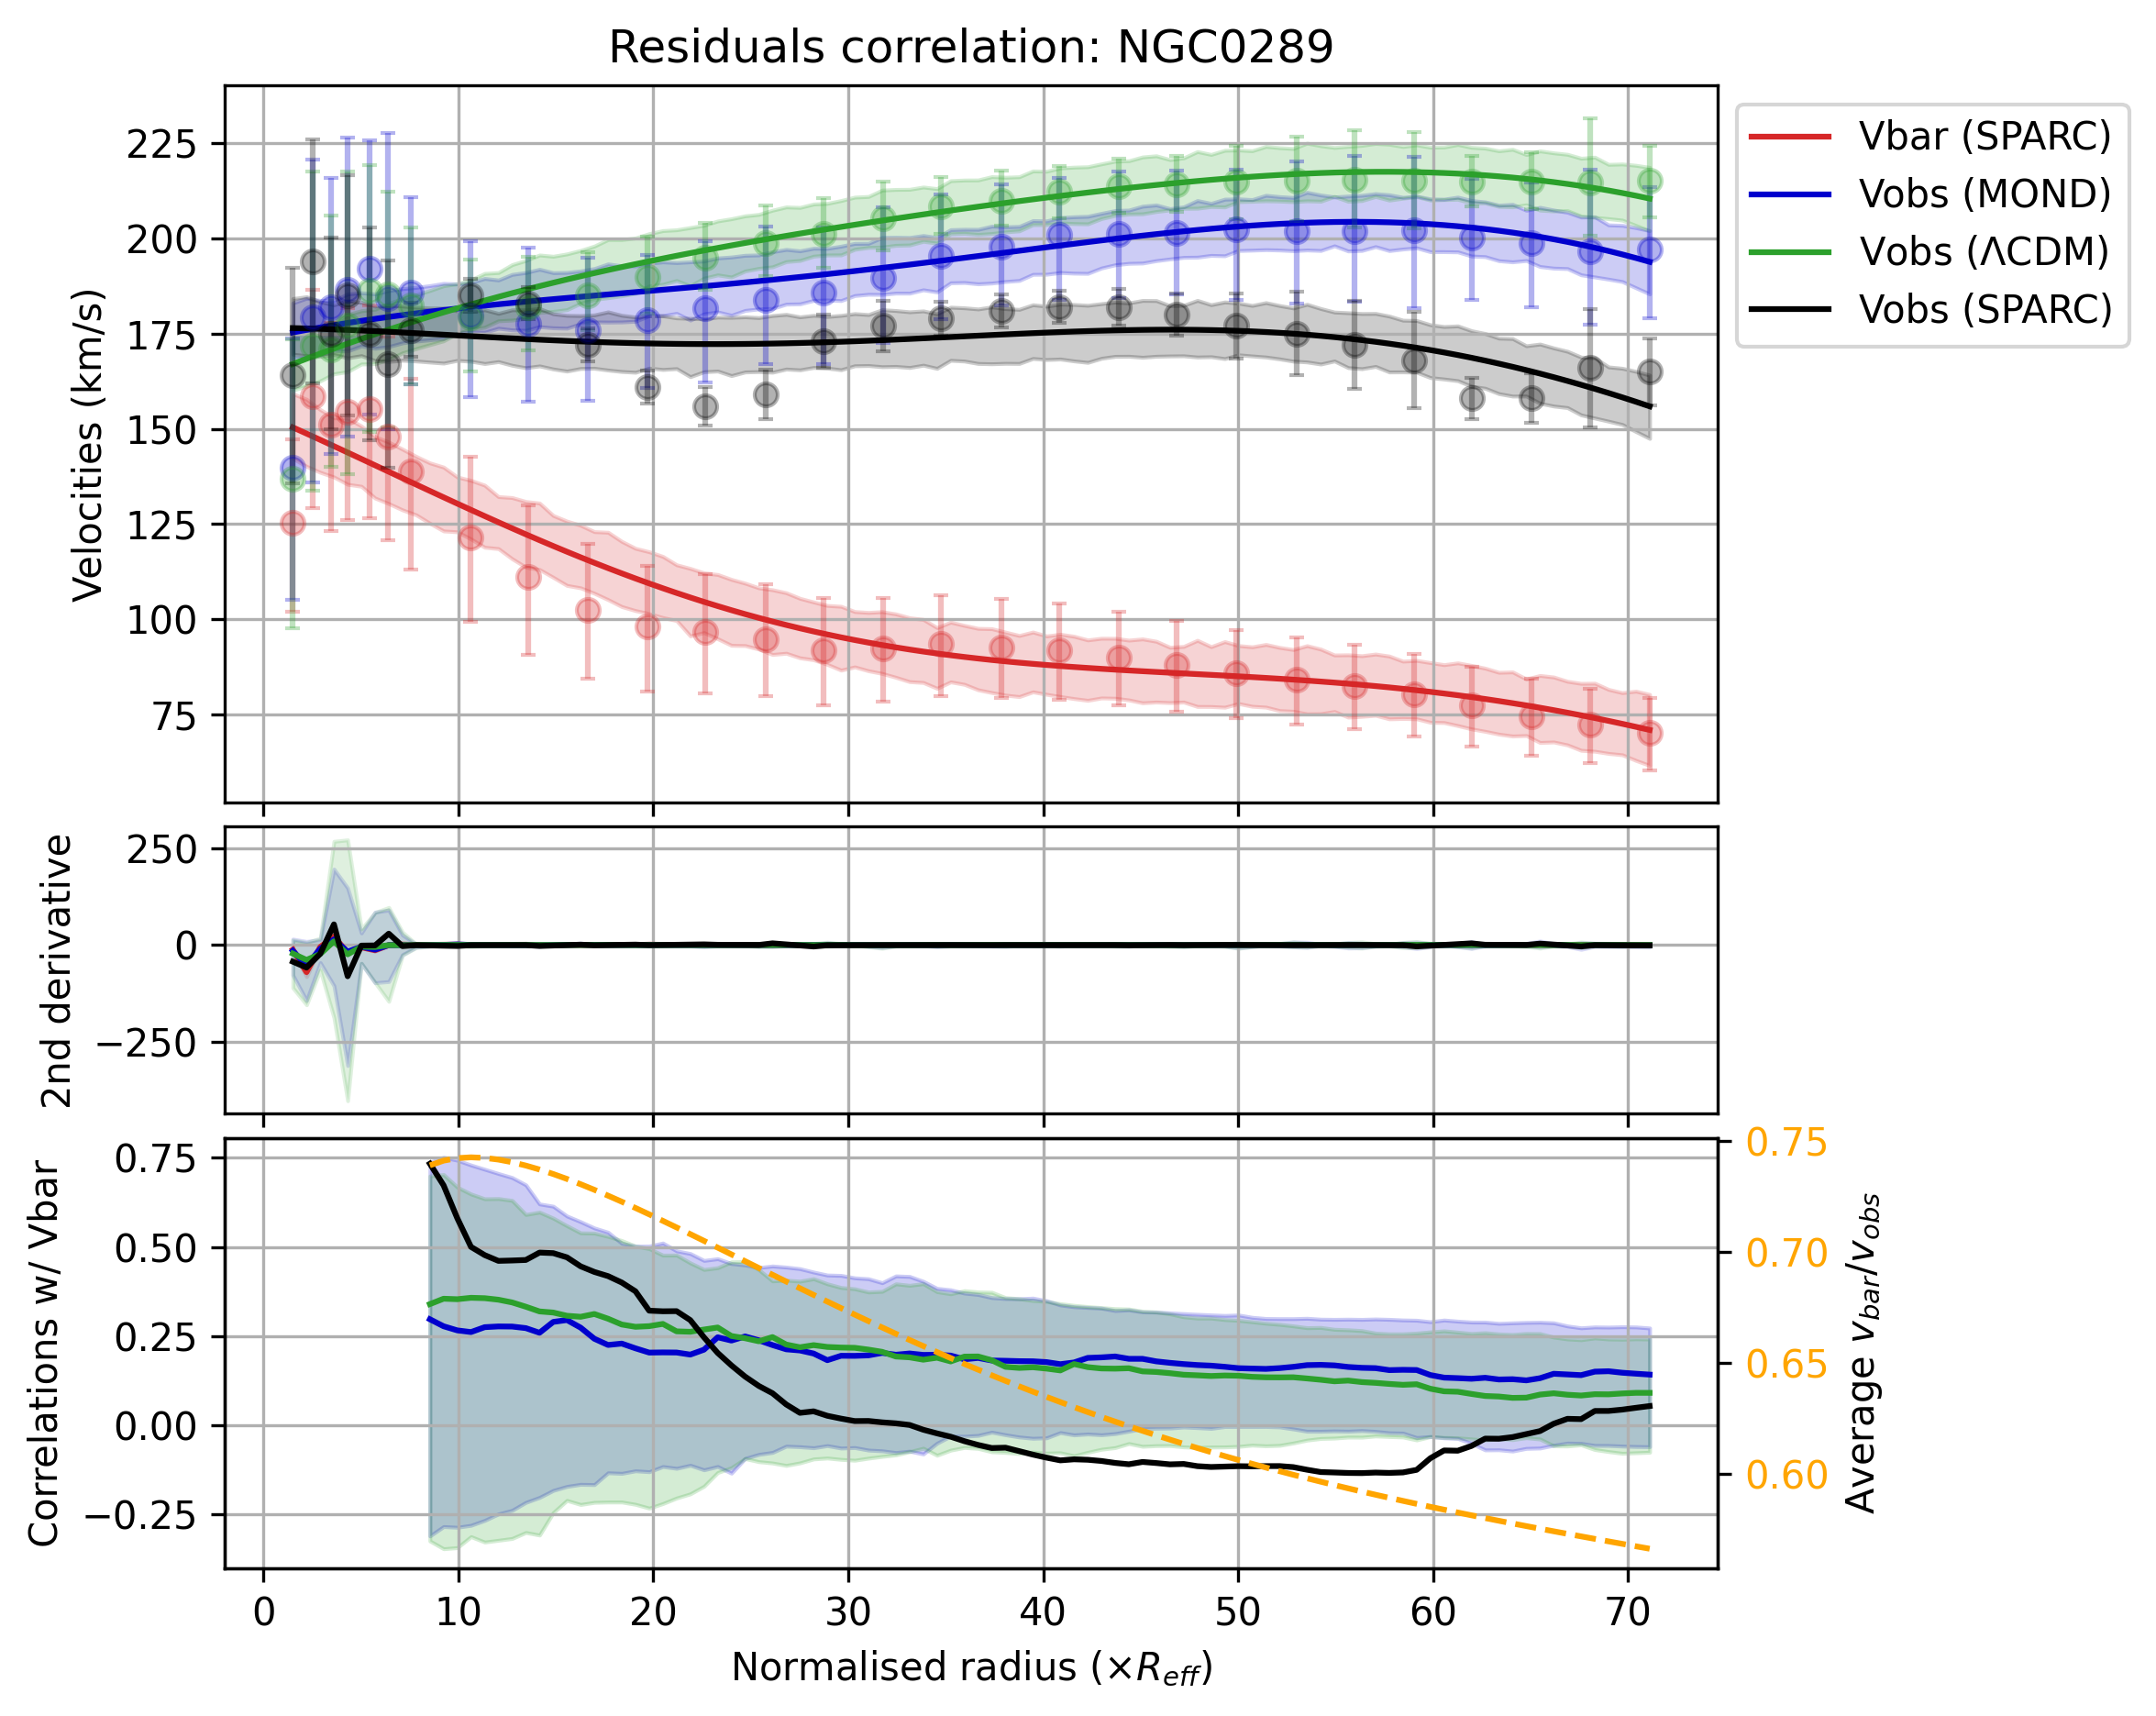 Residuals correlation: NGC0289
Velocities (km/s)
225
200
175
150
125
100
75
Vbar (SPARC)
Vobs (MOND)
Vobs (ΛCDM)
Vobs (SPARC)
2nd derivative
250
0
−250
Correlations w/ Vbar
0.75
0.50
0.25
0.00
−0.25
0.75
0.70
0.65
0.60
Average v_bar/v_obs
0 10 20 30 40 50 60 70
Normalised radius (×R_eff)